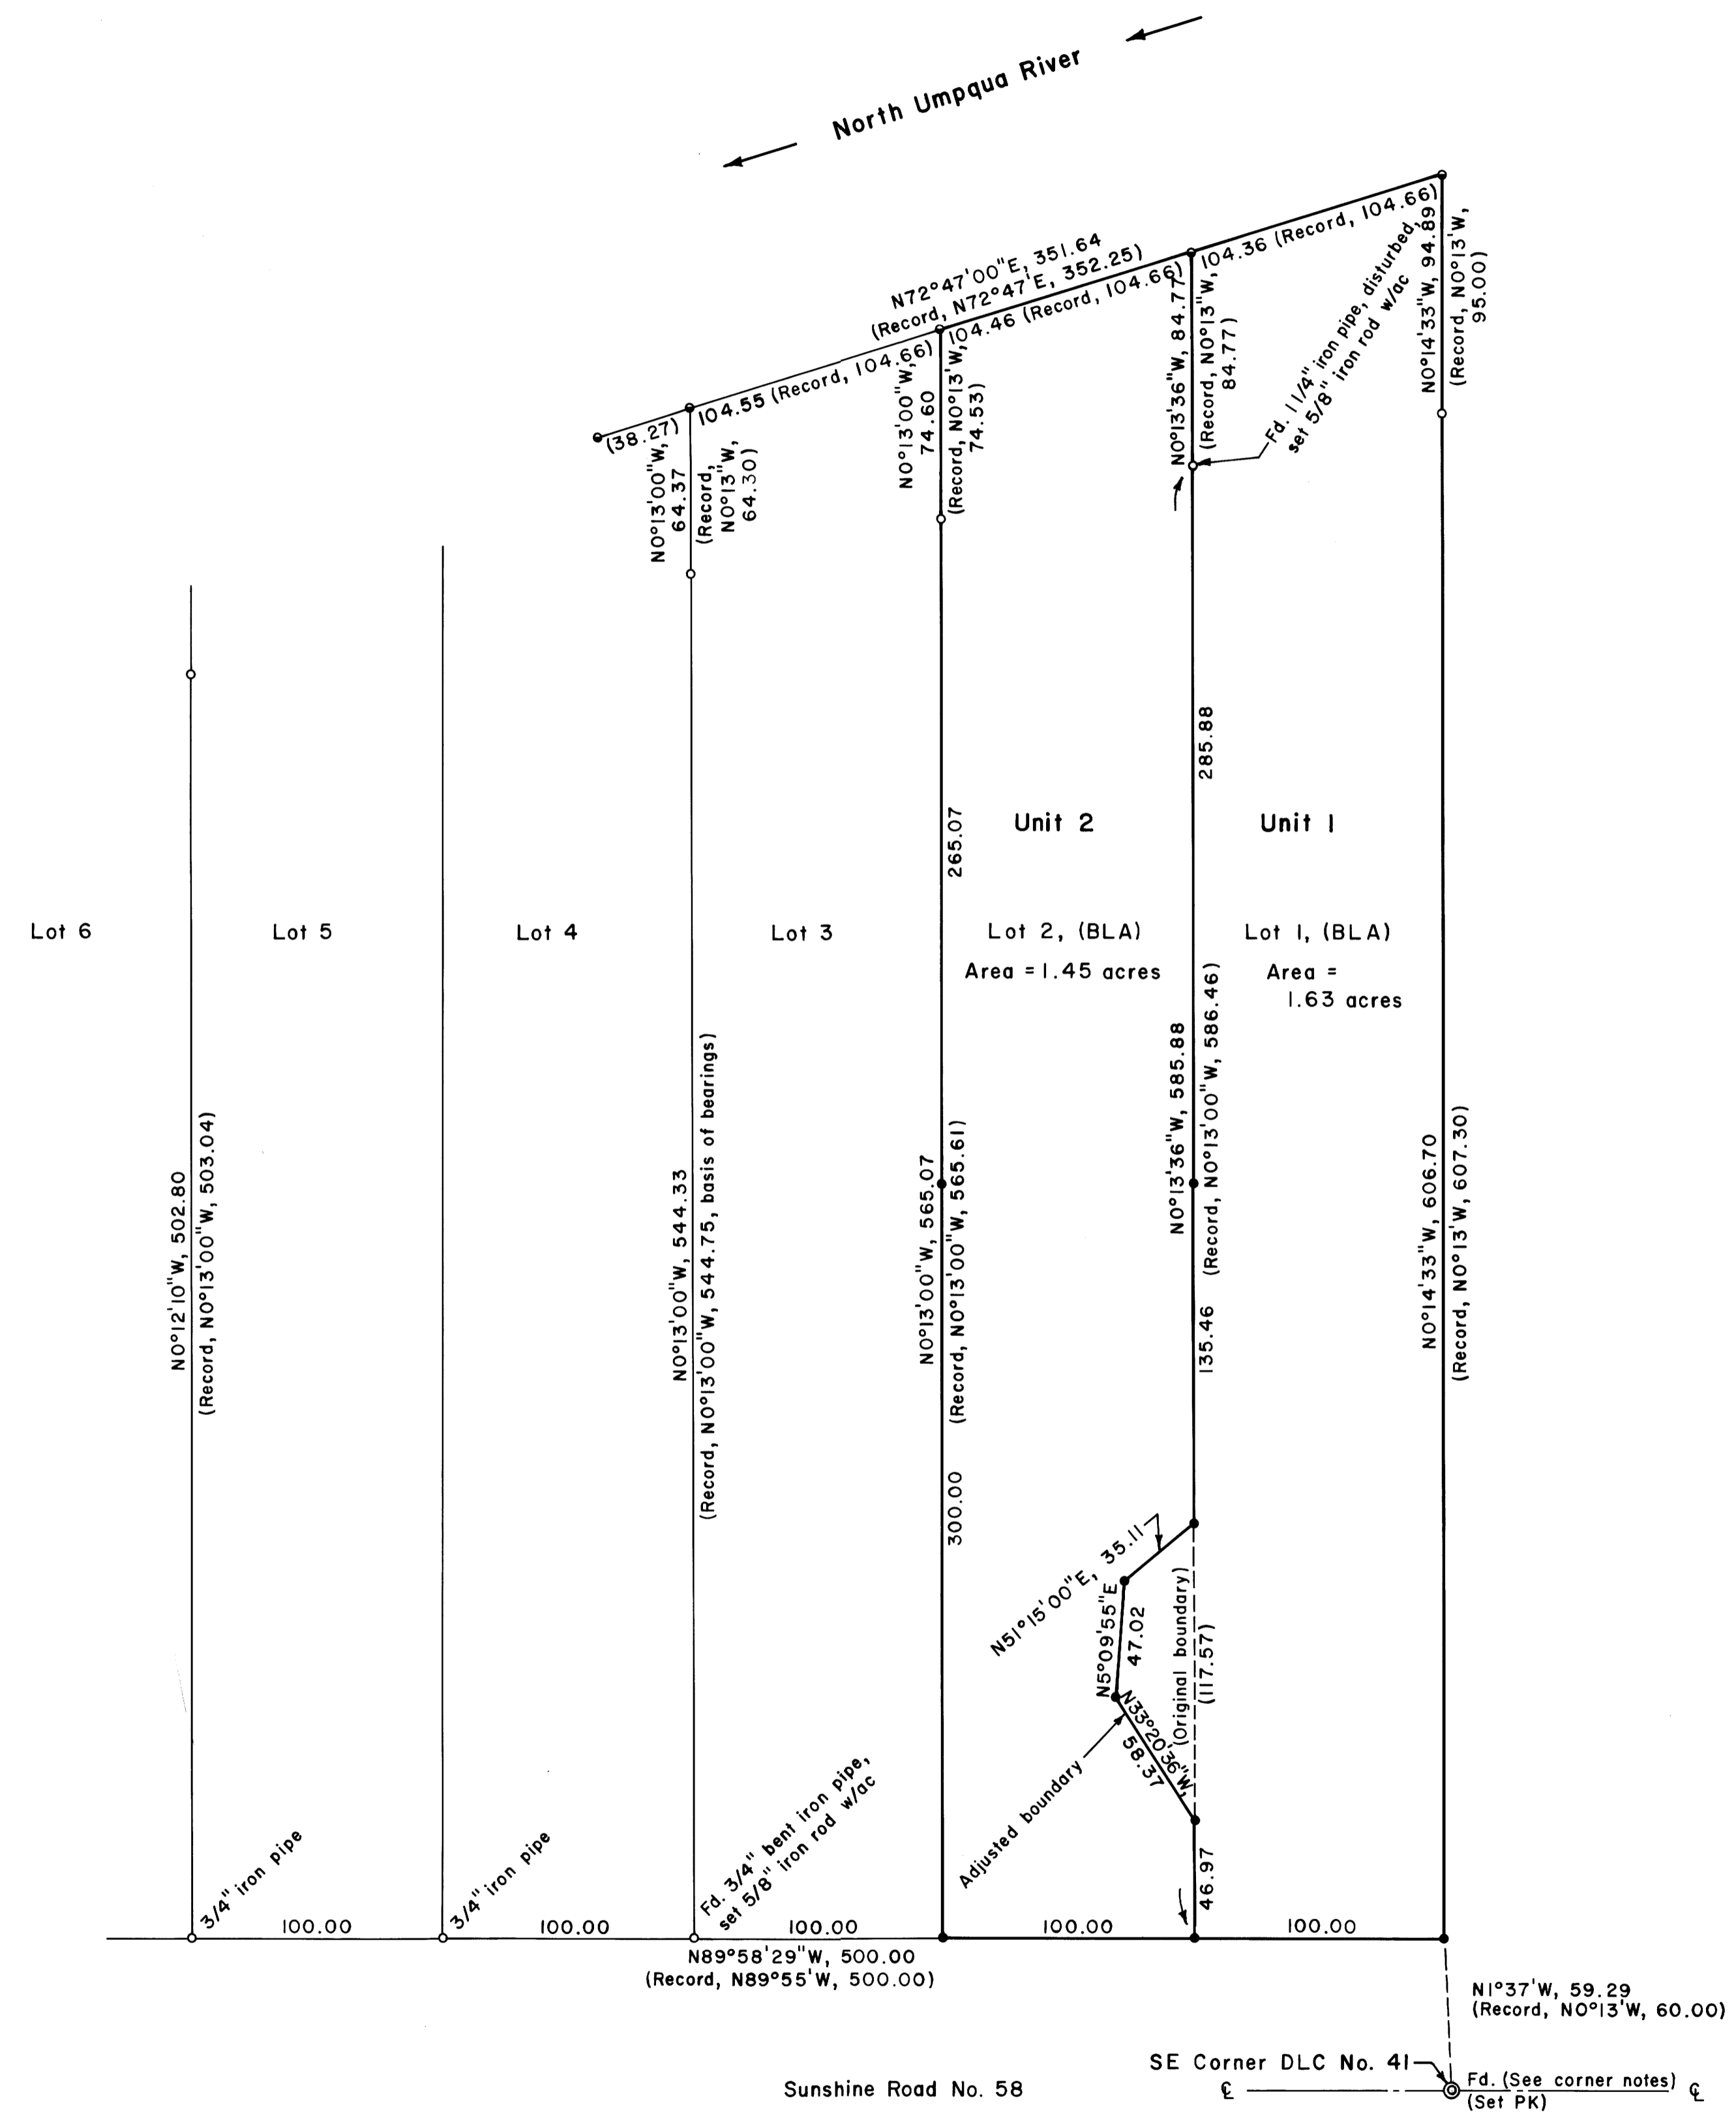 North Umpqua River
N72°47'00"E, 351.64
(Record, N72°47'E, 352.25)
(38.27)
104.55 (Record, 104.66)
104.46 (Record, 104.66)
104.36 (Record, 104.66)
N0°13'00"W,
64.37
(Record,
N0°13'W,
64.30)
N0°13'00"W,
74.60
(Record, N0°13'W,
74.53)
N0°13'36"W, 84.77
(Record, N0°13'W,
84.77)
Fd. 1 1/4" iron pipe, disturbed,
set 5/8" iron rod w/ac
N0°14'33"W, 94.89
(Record, N0°13'W,
95.00)
285.88
265.07
Unit 2
Unit 1
Lot 6
Lot 5
Lot 4
Lot 3
Lot 2, (BLA)
Area = 1.45 acres
Lot 1, (BLA)
Area =
1.63 acres
N0°12'10"W, 502.80
(Record, N0°13'00"W, 503.04)
N0°13'00"W, 544.33
(Record, N0°13'00"W, 544.75, basis of bearings)
N0°13'00"W, 565.07
(Record, N0°13'00"W, 565.61)
N0°13'36"W, 585.88
(Record, N0°13'00"W, 586.46)
N0°14'33"W, 606.70
(Record, N0°13'W, 607.30)
135.46
300.00
N51°15'00"E, 35.11
N5°09'55"E
47.02
(Original boundary)
(117.57)
N33°20'36"W,
58.37
Adjusted boundary
46.97
3/4" iron pipe
3/4" iron pipe
Fd. 3/4" bent iron pipe,
set 5/8" iron rod w/ac
100.00
100.00
100.00
100.00
100.00
N89°58'29"W, 500.00
(Record, N89°55'W, 500.00)
N1°37'W, 59.29
(Record, N0°13'W, 60.00)
SE Corner DLC No. 41
Sunshine Road No. 58
℄
Fd. (See corner notes)
℄
(Set PK)